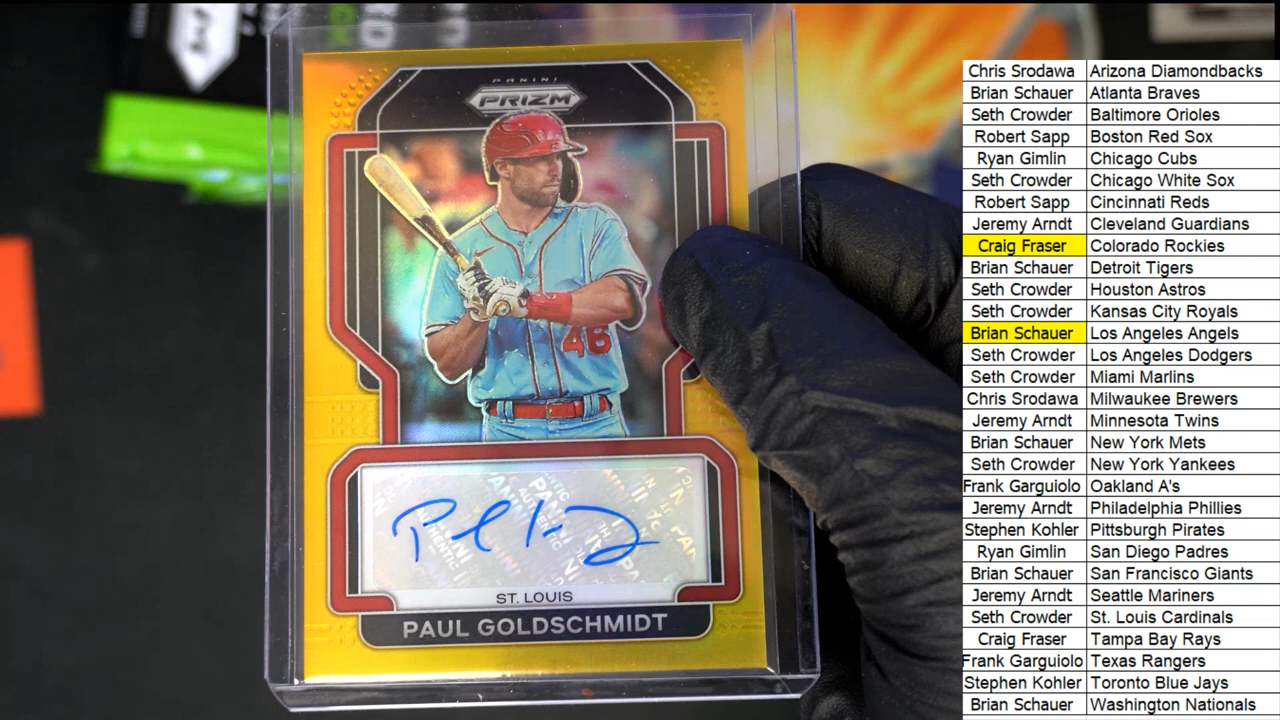 PANINI
PRIZM
46
Paul
ST. LOUIS
PAUL GOLDSCHMIDT
Chris Srodawa Arizona Diamondbacks
Brian Schauer Atlanta Braves
Seth Crowder Baltimore Orioles
Robert Sapp Boston Red Sox
Ryan Gimlin Chicago Cubs
Seth Crowder Chicago White Sox
Robert Sapp Cincinnati Reds
Jeremy Arndt Cleveland Guardians
Craig Fraser Colorado Rockies
Brian Schauer Detroit Tigers
Seth Crowder Houston Astros
Seth Crowder Kansas City Royals
Brian Schauer Los Angeles Angels
Seth Crowder Los Angeles Dodgers
Seth Crowder Miami Marlins
Chris Srodawa Milwaukee Brewers
Jeremy Arndt Minnesota Twins
Brian Schauer New York Mets
Seth Crowder New York Yankees
Frank Garguiolo Oakland A's
Jeremy Arndt Philadelphia Phillies
Stephen Kohler Pittsburgh Pirates
Ryan Gimlin San Diego Padres
Brian Schauer San Francisco Giants
Jeremy Arndt Seattle Mariners
Seth Crowder St. Louis Cardinals
Craig Fraser Tampa Bay Rays
Frank Garguiolo Texas Rangers
Stephen Kohler Toronto Blue Jays
Brian Schauer Washington Nationals